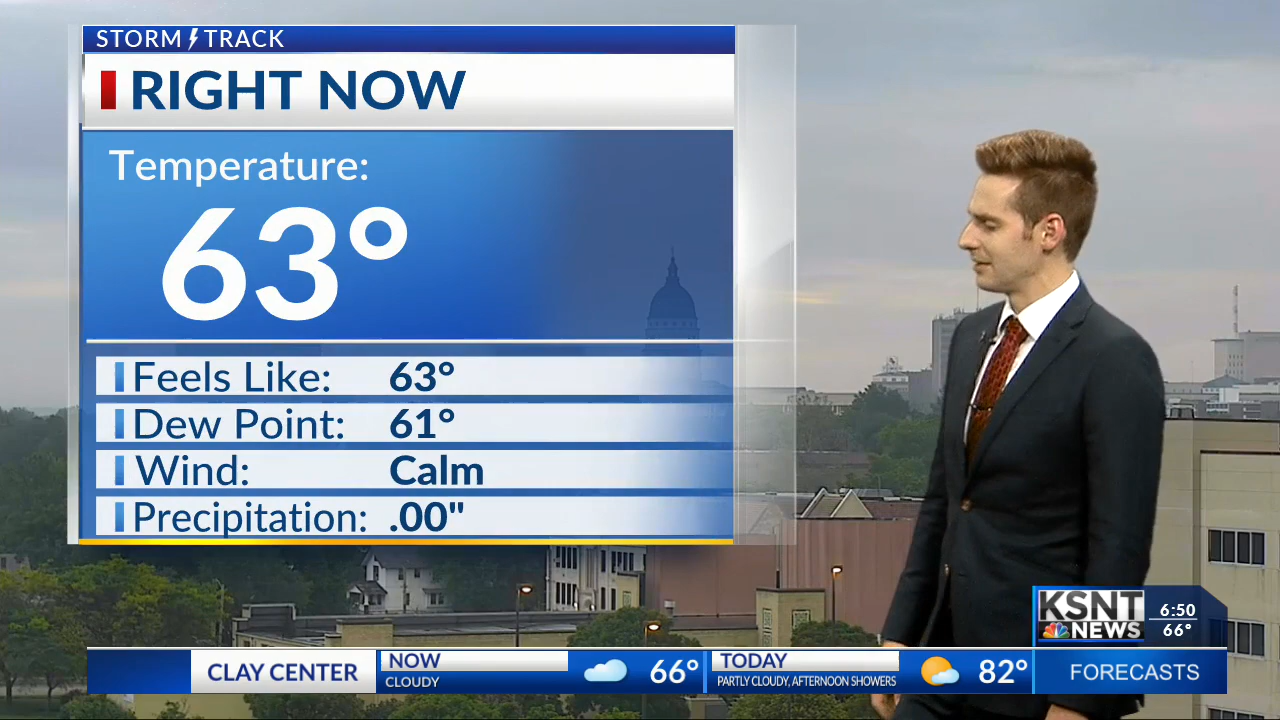 STORM TRACK
RIGHT NOW
Temperature:
63°
Feels Like: 63°
Dew Point: 61°
Wind: Calm
Precipitation: .00"
KSNT
NEWS
6:50
66°
CLAY CENTER
NOW
CLOUDY
66°
TODAY
PARTLY CLOUDY, AFTERNOON SHOWERS
82°
FORECASTS